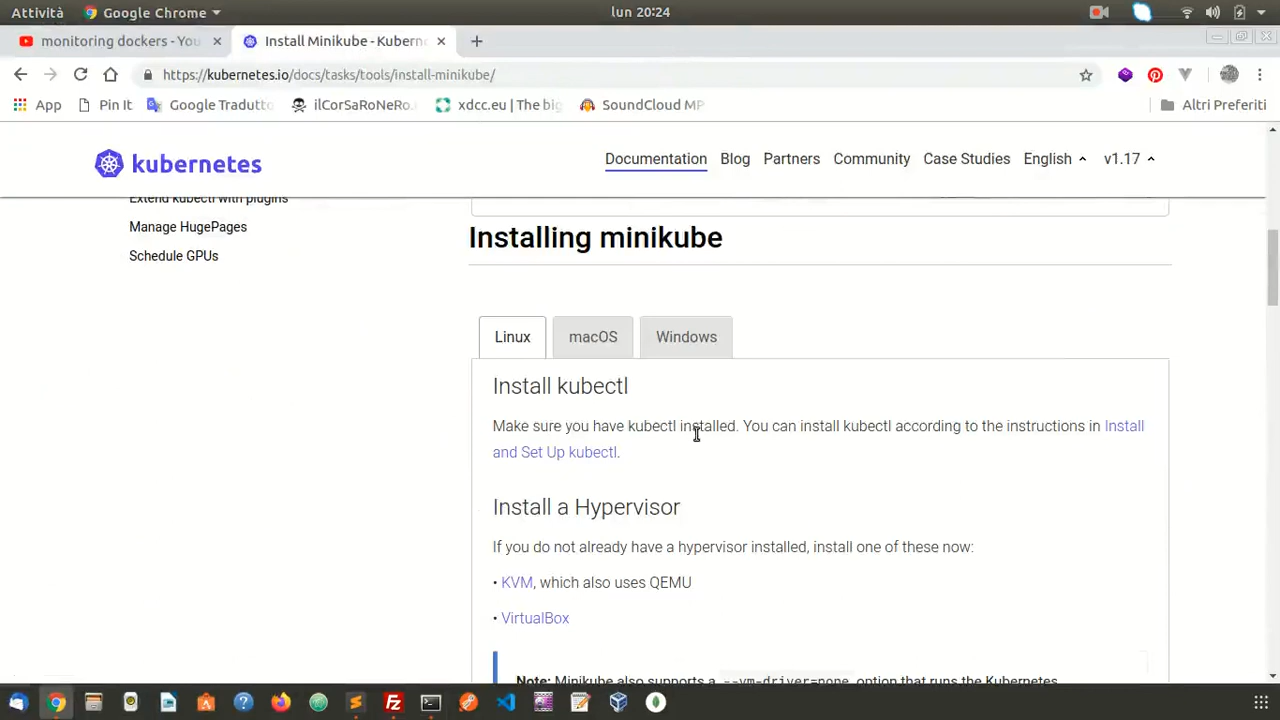 Attività
Google Chrome
lun 20:24
monitoring dockers - You
Install Minikube - Kuberne
https://kubernetes.io/docs/tasks/tools/install-minikube/
App
Pin It
Google Tradutto
ilCorSaRoNeRo.
xdcc.eu | The big
SoundCloud MP
Altri Preferiti
kubernetes
Documentation
Blog
Partners
Community
Case Studies
English
v1.17
Extend kubectl with plugins
Manage HugePages
Schedule GPUs
Installing minikube
Linux
macOS
Windows
Install kubectl
Make sure you have kubectl installed. You can install kubectl according to the instructions in Install
and Set Up kubectl.
Install a Hypervisor
If you do not already have a hypervisor installed, install one of these now:
• KVM, which also uses QEMU
• VirtualBox
Note: Minikube also supports a --vm-driver=none option that runs the Kubernetes